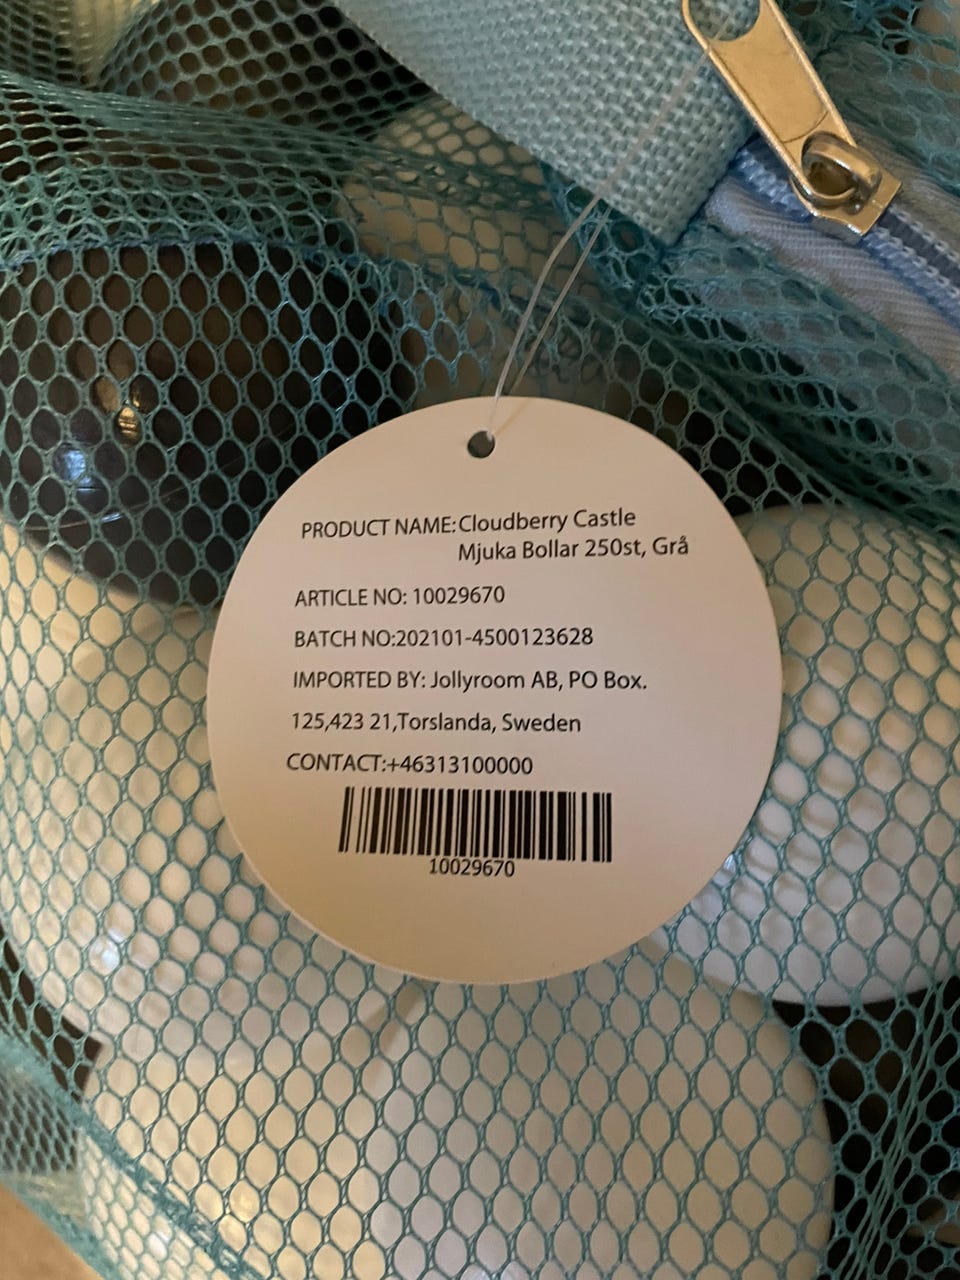 PRODUCT NAME:Cloudberry Castle
Mjuka Bollar 250st, Grå
ARTICLE NO: 10029670
BATCH NO:202101-4500123628
IMPORTED BY: Jollyroom AB, PO Box.
125,423 21,Torslanda, Sweden
CONTACT:+46313100000
10029670